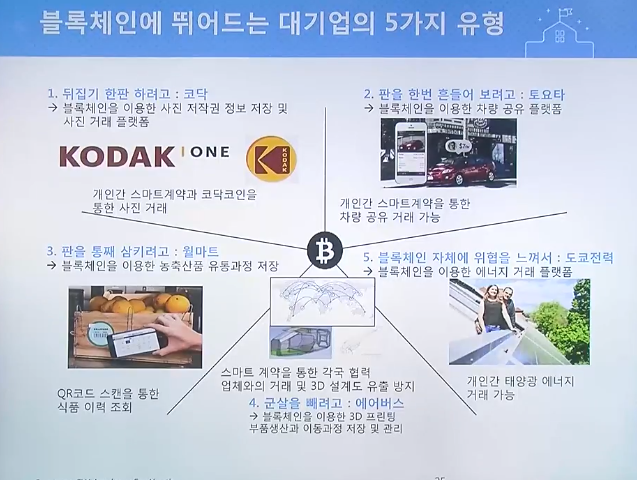 블록체인에 뛰어드는 대기업의 5가지 유형
1. 뒤집기 한판 하려고 : 코닥
→ 블록체인을 이용한 사진 저작권 정보 저장 및
사진 거래 플랫폼
KODAK ONE
KODAK
개인간 스마트계약과 코닥코인을
통한 사진 거래
2. 판을 한번 흔들어 보려고 : 토요타
→ 블록체인을 이용한 차량 공유 플랫폼
개인간 스마트계약을 통한
차량 공유 거래 가능
3. 판을 통째 삼키려고 : 월마트
→ 블록체인을 이용한 농축산품 유통과정 저장
QR코드 스캔을 통한
식품 이력 조회
5. 블록체인 자체에 위협을 느껴서 : 도쿄전력
→ 블록체인을 이용한 에너지 거래 플랫폼
개인간 태양광 에너지
거래 가능
스마트 계약을 통한 각국 협력
업체와의 거래 및 3D 설계도 유출 방지
4. 군살을 빼려고 : 에어버스
→ 블록체인을 이용한 3D 프린팅
부품생산과 이동과정 저장 및 관리